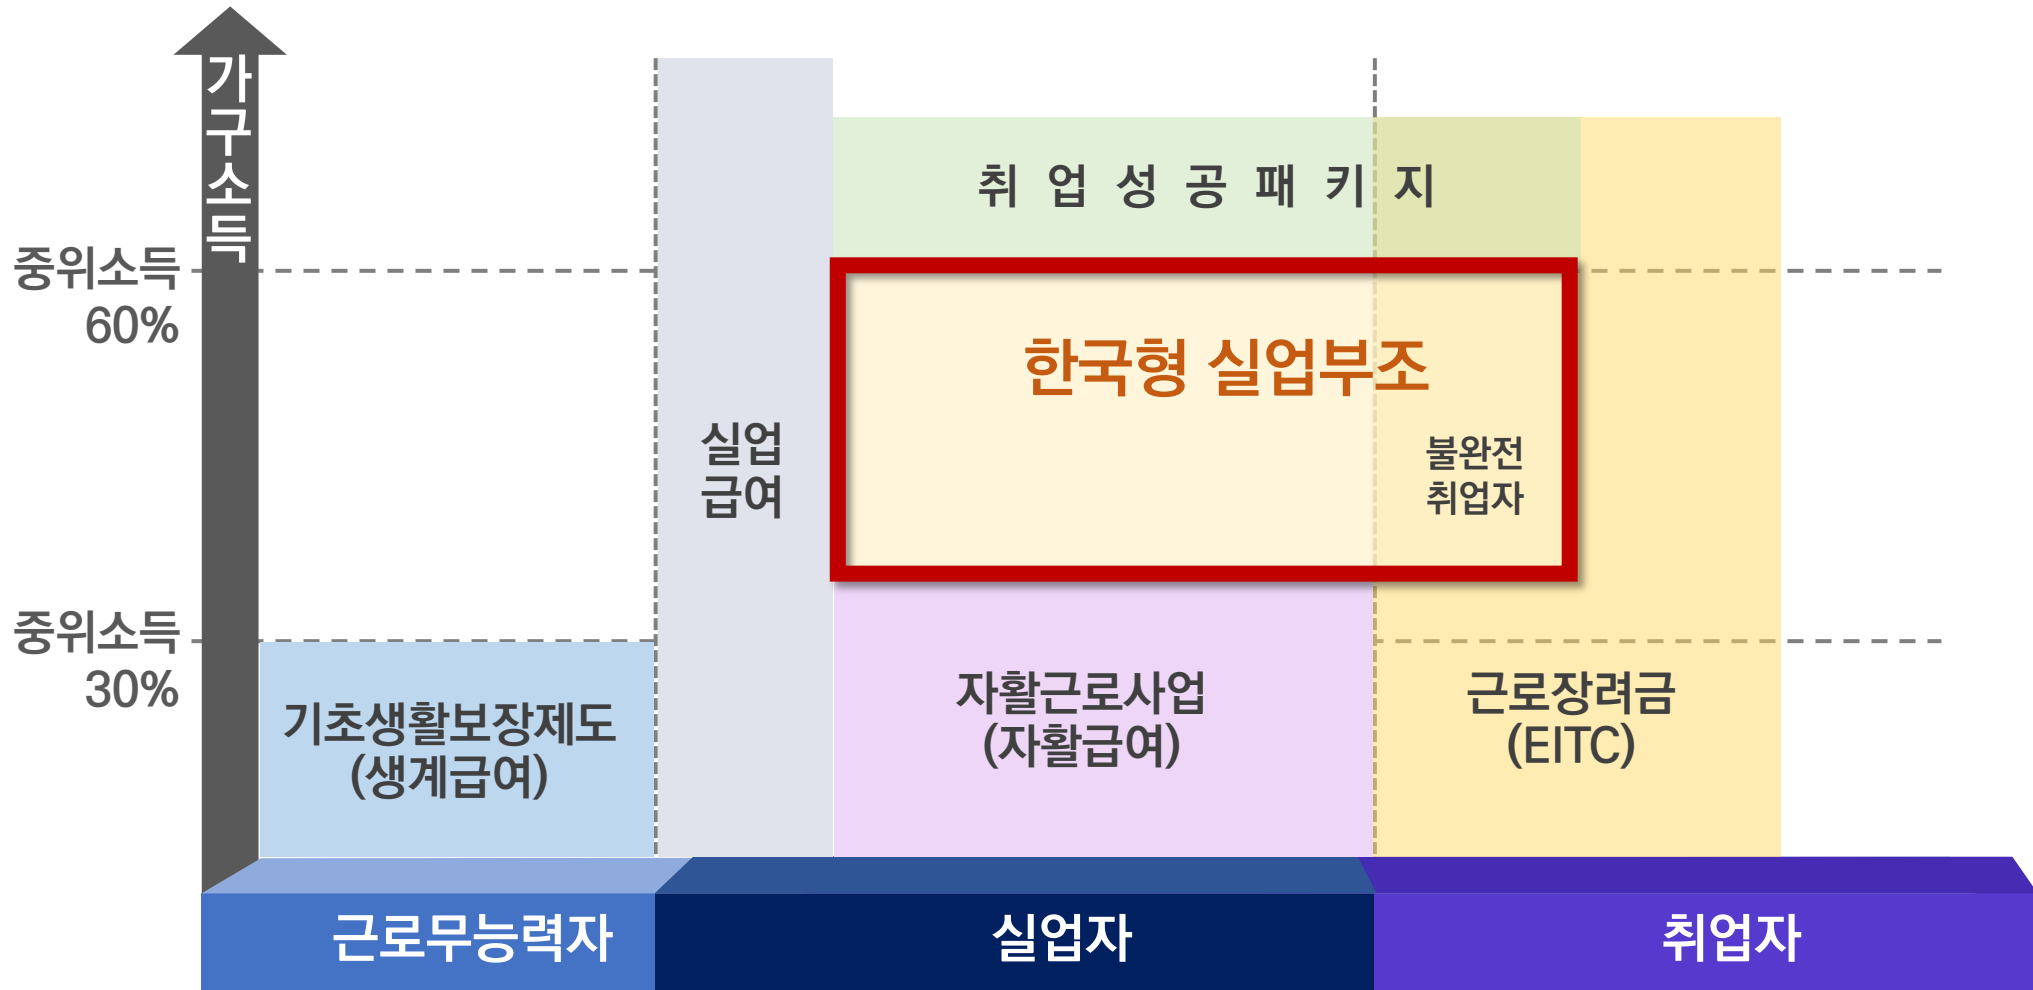 가구소득
취업성공패키지
중위소득
60%
한국형 실업부조
실업
급여
불완전
취업자
중위소득
30%
기초생활보장제도
(생계급여)
자활근로사업
(자활급여)
근로장려금
(EITC)
근로무능력자
실업자
취업자